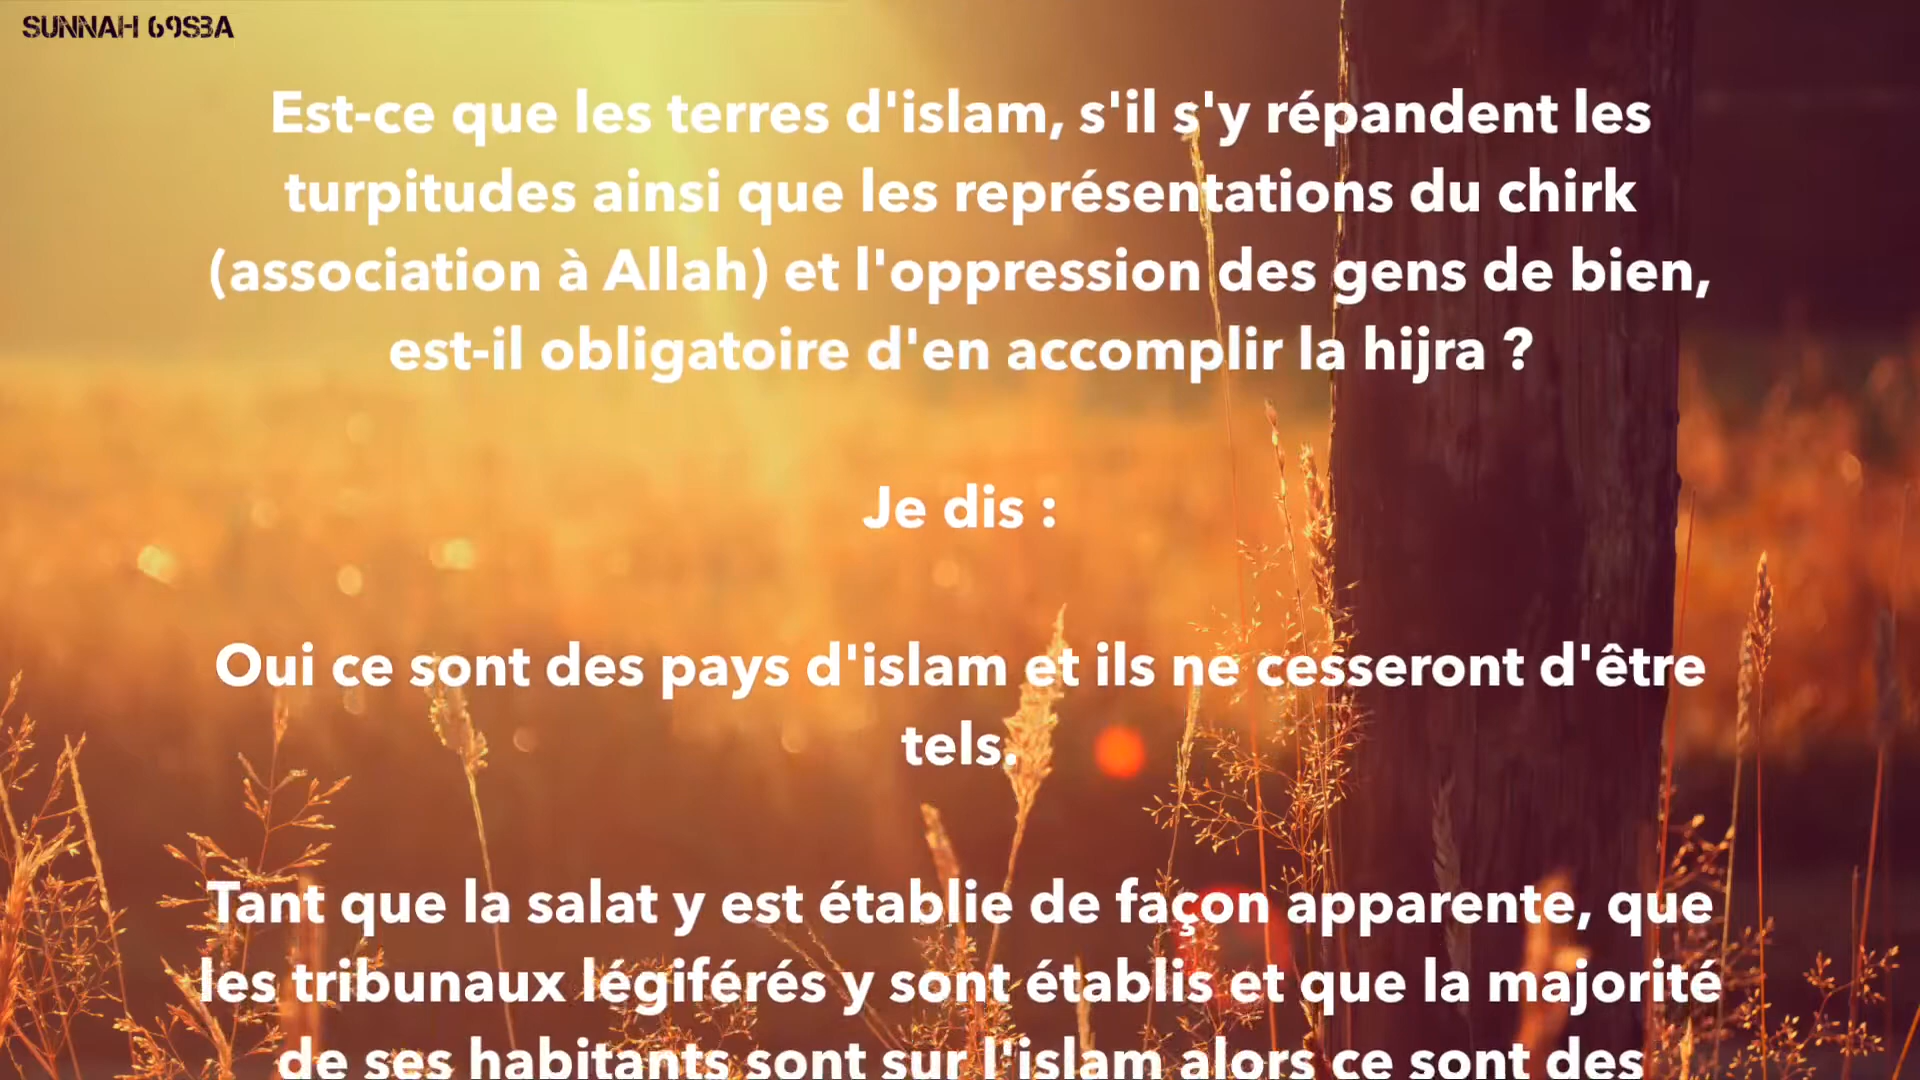 SUNNAH 69SBA
Est-ce que les terres d'islam, s'il s'y répandent les
turpitudes ainsi que les représentations du chirk
(association à Allah) et l'oppression des gens de bien,
est-il obligatoire d'en accomplir la hijra ?
Je dis :
Oui ce sont des pays d'islam et ils ne cesseront d'être
tels.
Tant que la salat y est établie de façon apparente, que
les tribunaux légiférés y sont établis et que la majorité
de ses habitants sont sur l'islam alors ce sont des